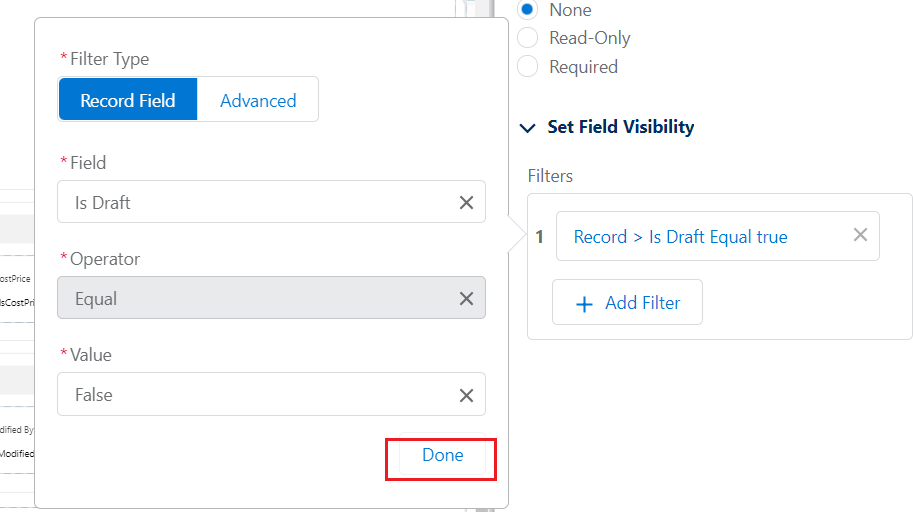 None
Read-Only
Required
Set Field Visibility
Filters
1
Record > Is Draft Equal true
Add Filter
*Filter Type
Record Field
Advanced
*Field
Is Draft
*Operator
Equal
*Value
False
Done
ostPrice
IsCostPri
dified By
Modified